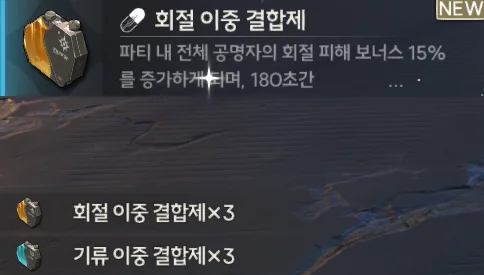 NEW
회절 이중 결합제
파티 내 전체 공명자의 회절 피해 보너스 15%
를 증가하게 되며, 180초간 ...
회절 이중 결합제×3
기류 이중 결합제×3